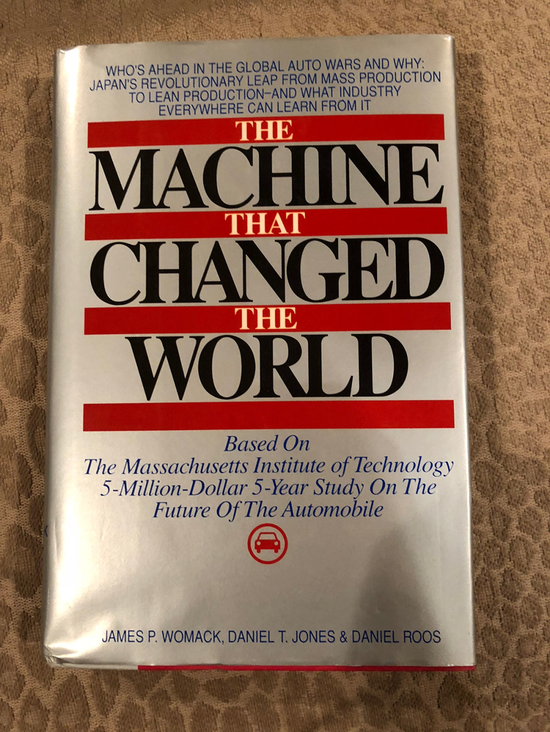 WHO'S AHEAD IN THE GLOBAL AUTO WARS AND WHY:
JAPAN'S REVOLUTIONARY LEAP FROM MASS PRODUCTION
TO LEAN PRODUCTION–AND WHAT INDUSTRY
EVERYWHERE CAN LEARN FROM IT
THE
MACHINE
THAT
CHANGED
THE
WORLD
Based On
The Massachusetts Institute of Technology
5-Million-Dollar 5-Year Study On The
Future Of The Automobile
JAMES P. WOMACK, DANIEL T. JONES & DANIEL ROOS